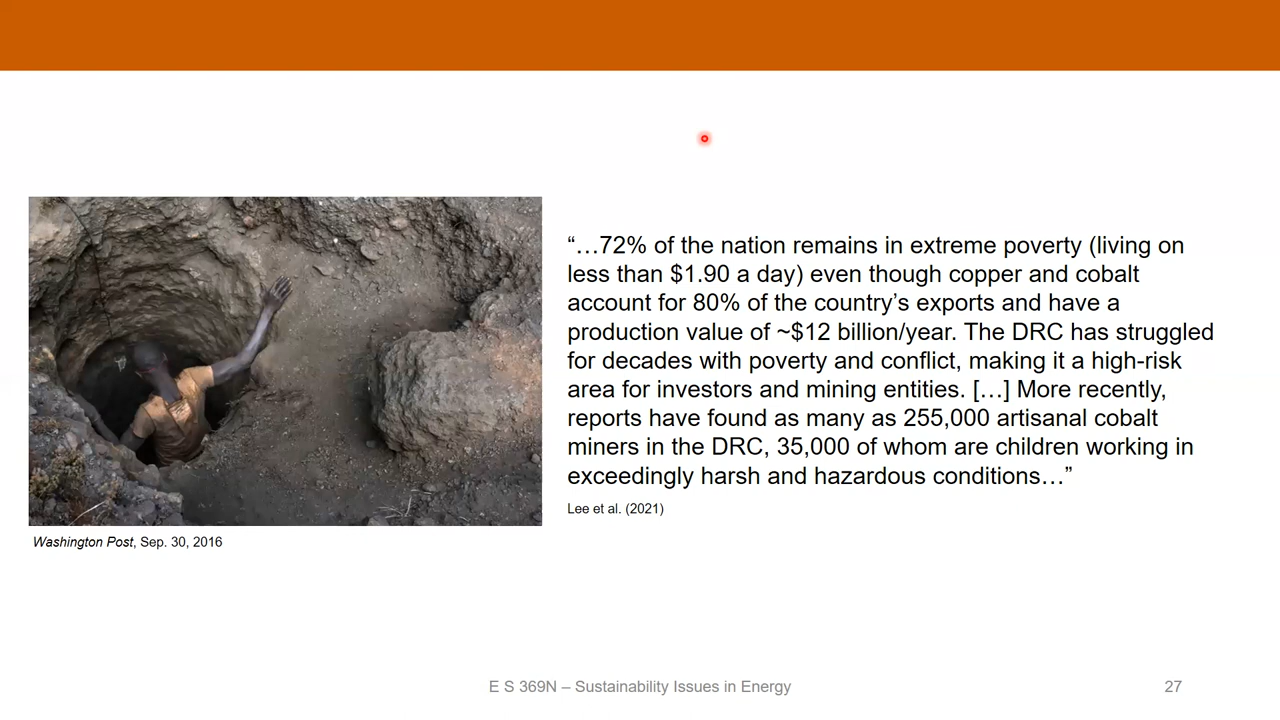 “…72% of the nation remains in extreme poverty (living on
less than $1.90 a day) even though copper and cobalt
account for 80% of the country’s exports and have a
production value of ~$12 billion/year. The DRC has struggled
for decades with poverty and conflict, making it a high-risk
area for investors and mining entities. […] More recently,
reports have found as many as 255,000 artisanal cobalt
miners in the DRC, 35,000 of whom are children working in
exceedingly harsh and hazardous conditions…”
Lee et al. (2021)
Washington Post, Sep. 30, 2016
E S 369N – Sustainability Issues in Energy
27